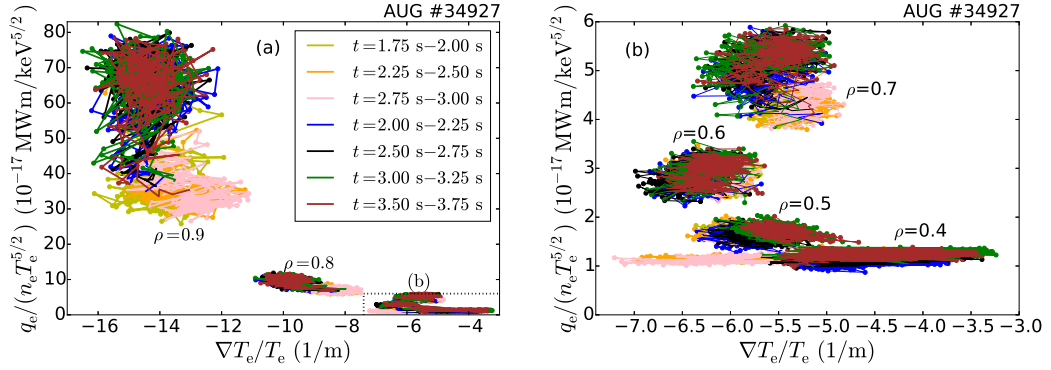 AUG #34927
(a)
t=1.75 s−2.00 s
t=2.25 s−2.50 s
t=2.75 s−3.00 s
t=2.00 s−2.25 s
t=2.50 s−2.75 s
t=3.00 s−3.25 s
t=3.50 s−3.75 s
ρ=0.9
ρ=0.8
(b)
80
70
60
50
40
30
20
10
0
−16
−14
−12
−10
−8
−6
−4
q_e/(n_e T_e^{5/2}) (10^{−17} MWm/keV^{5/2})
∇T_e/T_e (1/m)
AUG #34927
(b)
ρ=0.7
ρ=0.6
ρ=0.5
ρ=0.4
6
5
4
3
2
1
0
−7.0
−6.5
−6.0
−5.5
−5.0
−4.5
−4.0
−3.5
−3.0
q_e/(n_e T_e^{5/2}) (10^{−17} MWm/keV^{5/2})
∇T_e/T_e (1/m)